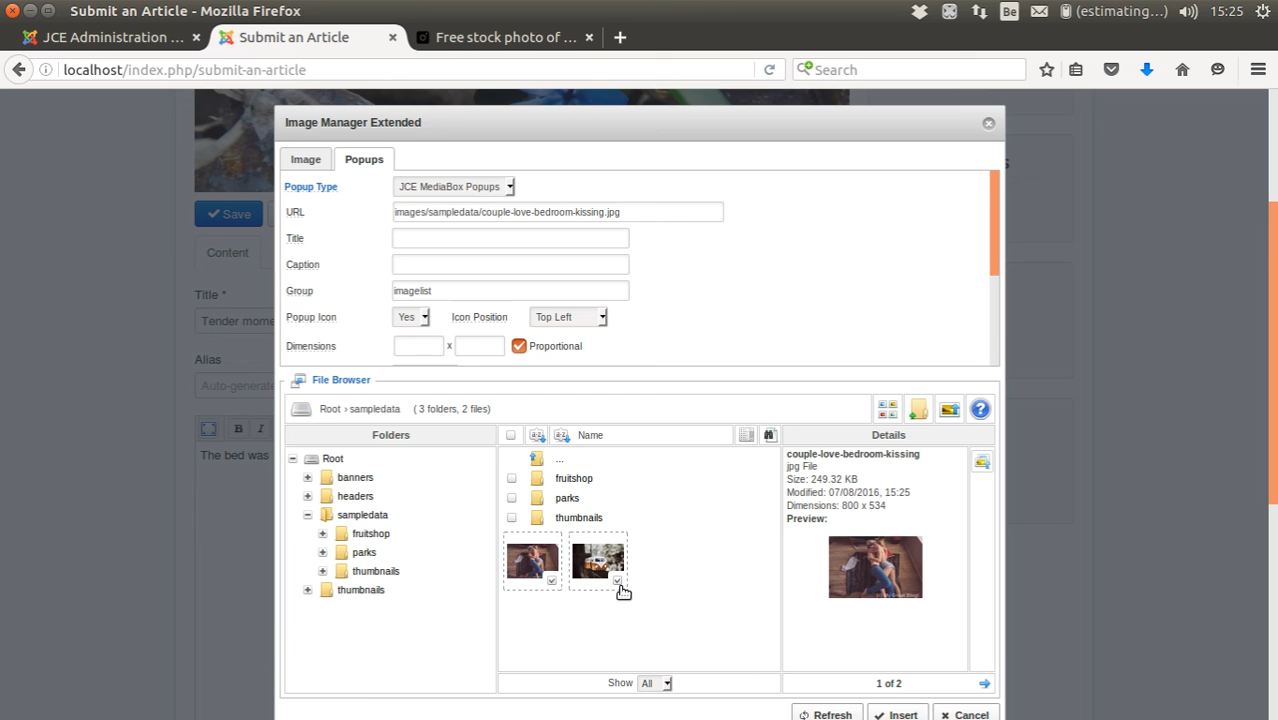 Submit an Article - Mozilla Firefox
Be
(estimating...)
15:25
JCE Administration ...
Submit an Article
Free stock photo of ...
localhost/index.php/submit-an-article
Search
Image Manager Extended
Image
Popups
Popup Type
JCE MediaBox Popups
URL
images/sampledata/couple-love-bedroom-kissing.jpg
Title
Caption
Group
imagelist
Popup Icon
Yes
Icon Position
Top Left
Dimensions
x
Proportional
Save
Content
Title *
Tender mome
Alias
Auto-generate
B
I
The bed was
File Browser
Root › sampledata ( 3 folders, 2 files)
Folders
Name
Details
Root
banners
headers
sampledata
fruitshop
parks
thumbnails
thumbnails
...
fruitshop
parks
thumbnails
couple-love-bedroom-kissing
jpg File
Size: 249.32 KB
Modified: 07/08/2016, 15:25
Dimensions: 800 x 534
Preview:
Show
All
1 of 2
Refresh
Insert
Cancel